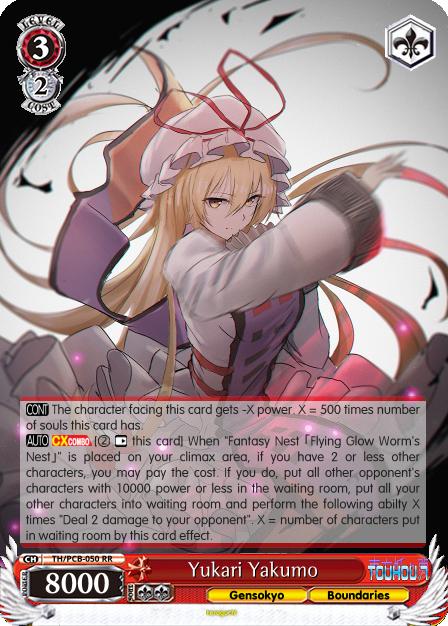 LEVEL
3
2
COST
CONT The character facing this card gets -X power. X = 500 times number
of souls this card has.
AUTO CXCOMBO [② this card] When "Fantasy Nest「Flying Glow Worm's
Nest」" is placed on your climax area, if you have 2 or less other
characters, you may pay the cost. If you do, put all other opponent's
characters with 10000 power or less in the waiting room, put all your
other characters into waiting room and perform the following abilty X
times "Deal 2 damage to your opponent". X = number of characters put
in waiting room by this card effect.
CH TH/PCB-050 RR
POWER 8000 SOUL
Yukari Yakumo
TOUHOU
Gensokyo Boundaries